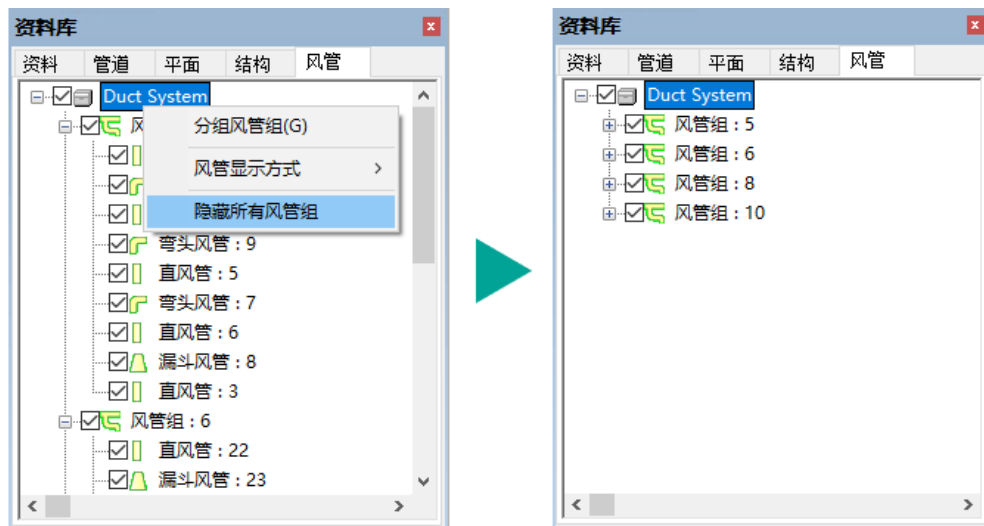 资料库
资料 管道 平面 结构 风管
Duct System
风
分组风管组(G)
风管显示方式
隐藏所有风管组
弯头风管 : 9
直风管 : 5
弯头风管 : 7
直风管 : 6
漏斗风管 : 8
直风管 : 3
风管组 : 6
直风管 : 22
漏斗风管 : 23
资料库
资料 管道 平面 结构 风管
Duct System
风管组 : 5
风管组 : 6
风管组 : 8
风管组 : 10